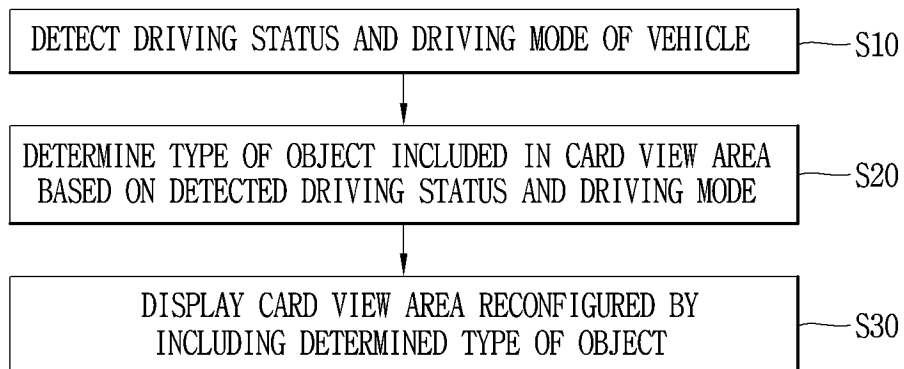 DETECT DRIVING STATUS AND DRIVING MODE OF VEHICLE
S10
DETERMINE TYPE OF OBJECT INCLUDED IN CARD VIEW AREA
BASED ON DETECTED DRIVING STATUS AND DRIVING MODE
S20
DISPLAY CARD VIEW AREA RECONFIGURED BY
INCLUDING DETERMINED TYPE OF OBJECT
S30